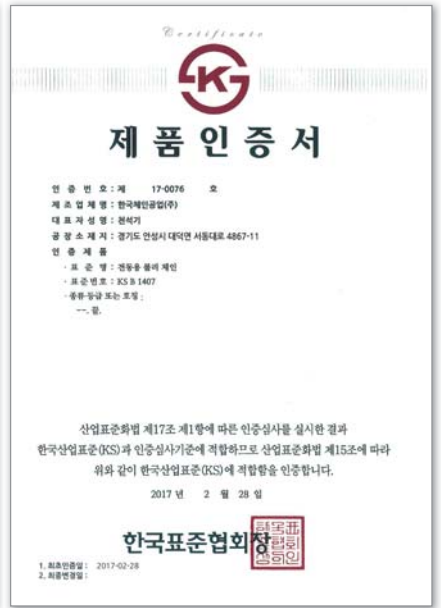 Certificate
제품인증서
인 증 번 호 : 제 17-0076 호
제 조 업 체 명 : 한국체인공업(주)
대 표 자 성 명 : 천석기
공 장 소 재 지 : 경기도 안성시 대덕면 서동대로 4867-11
인 증 제 품
· 표 준 명 : 전동용 롤러 체인
· 표준번호 : KS B 1407
· 종류·등급 또는 호칭 :
--. 끝.
산업표준화법 제17조 제1항에 따른 인증심사를 실시한 결과
한국산업표준(KS)과 인증심사기준에 적합하므로 산업표준화법 제15조에 따라
위와 같이 한국산업표준(KS)에 적합함을 인증합니다.
2017 년 2 월 28 일
한국표준협회장
1. 최초인증일 : 2017-02-28
2. 최종변경일 :